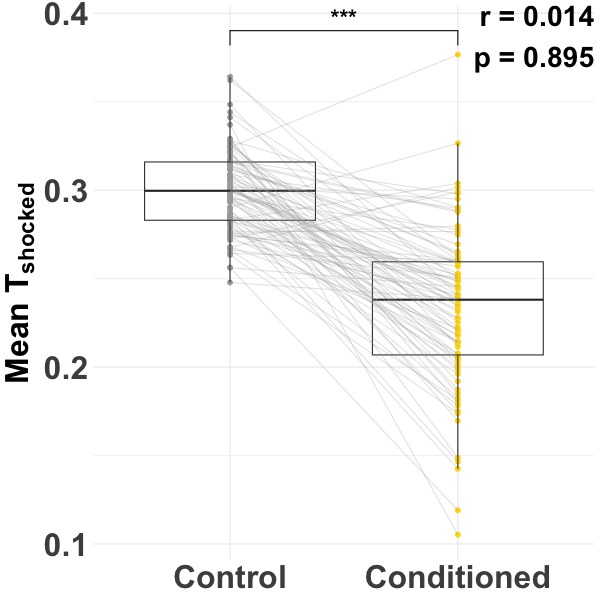 0.4
***
r = 0.014
p = 0.895
0.3
Mean Tshocked
0.2
0.1
Control
Conditioned